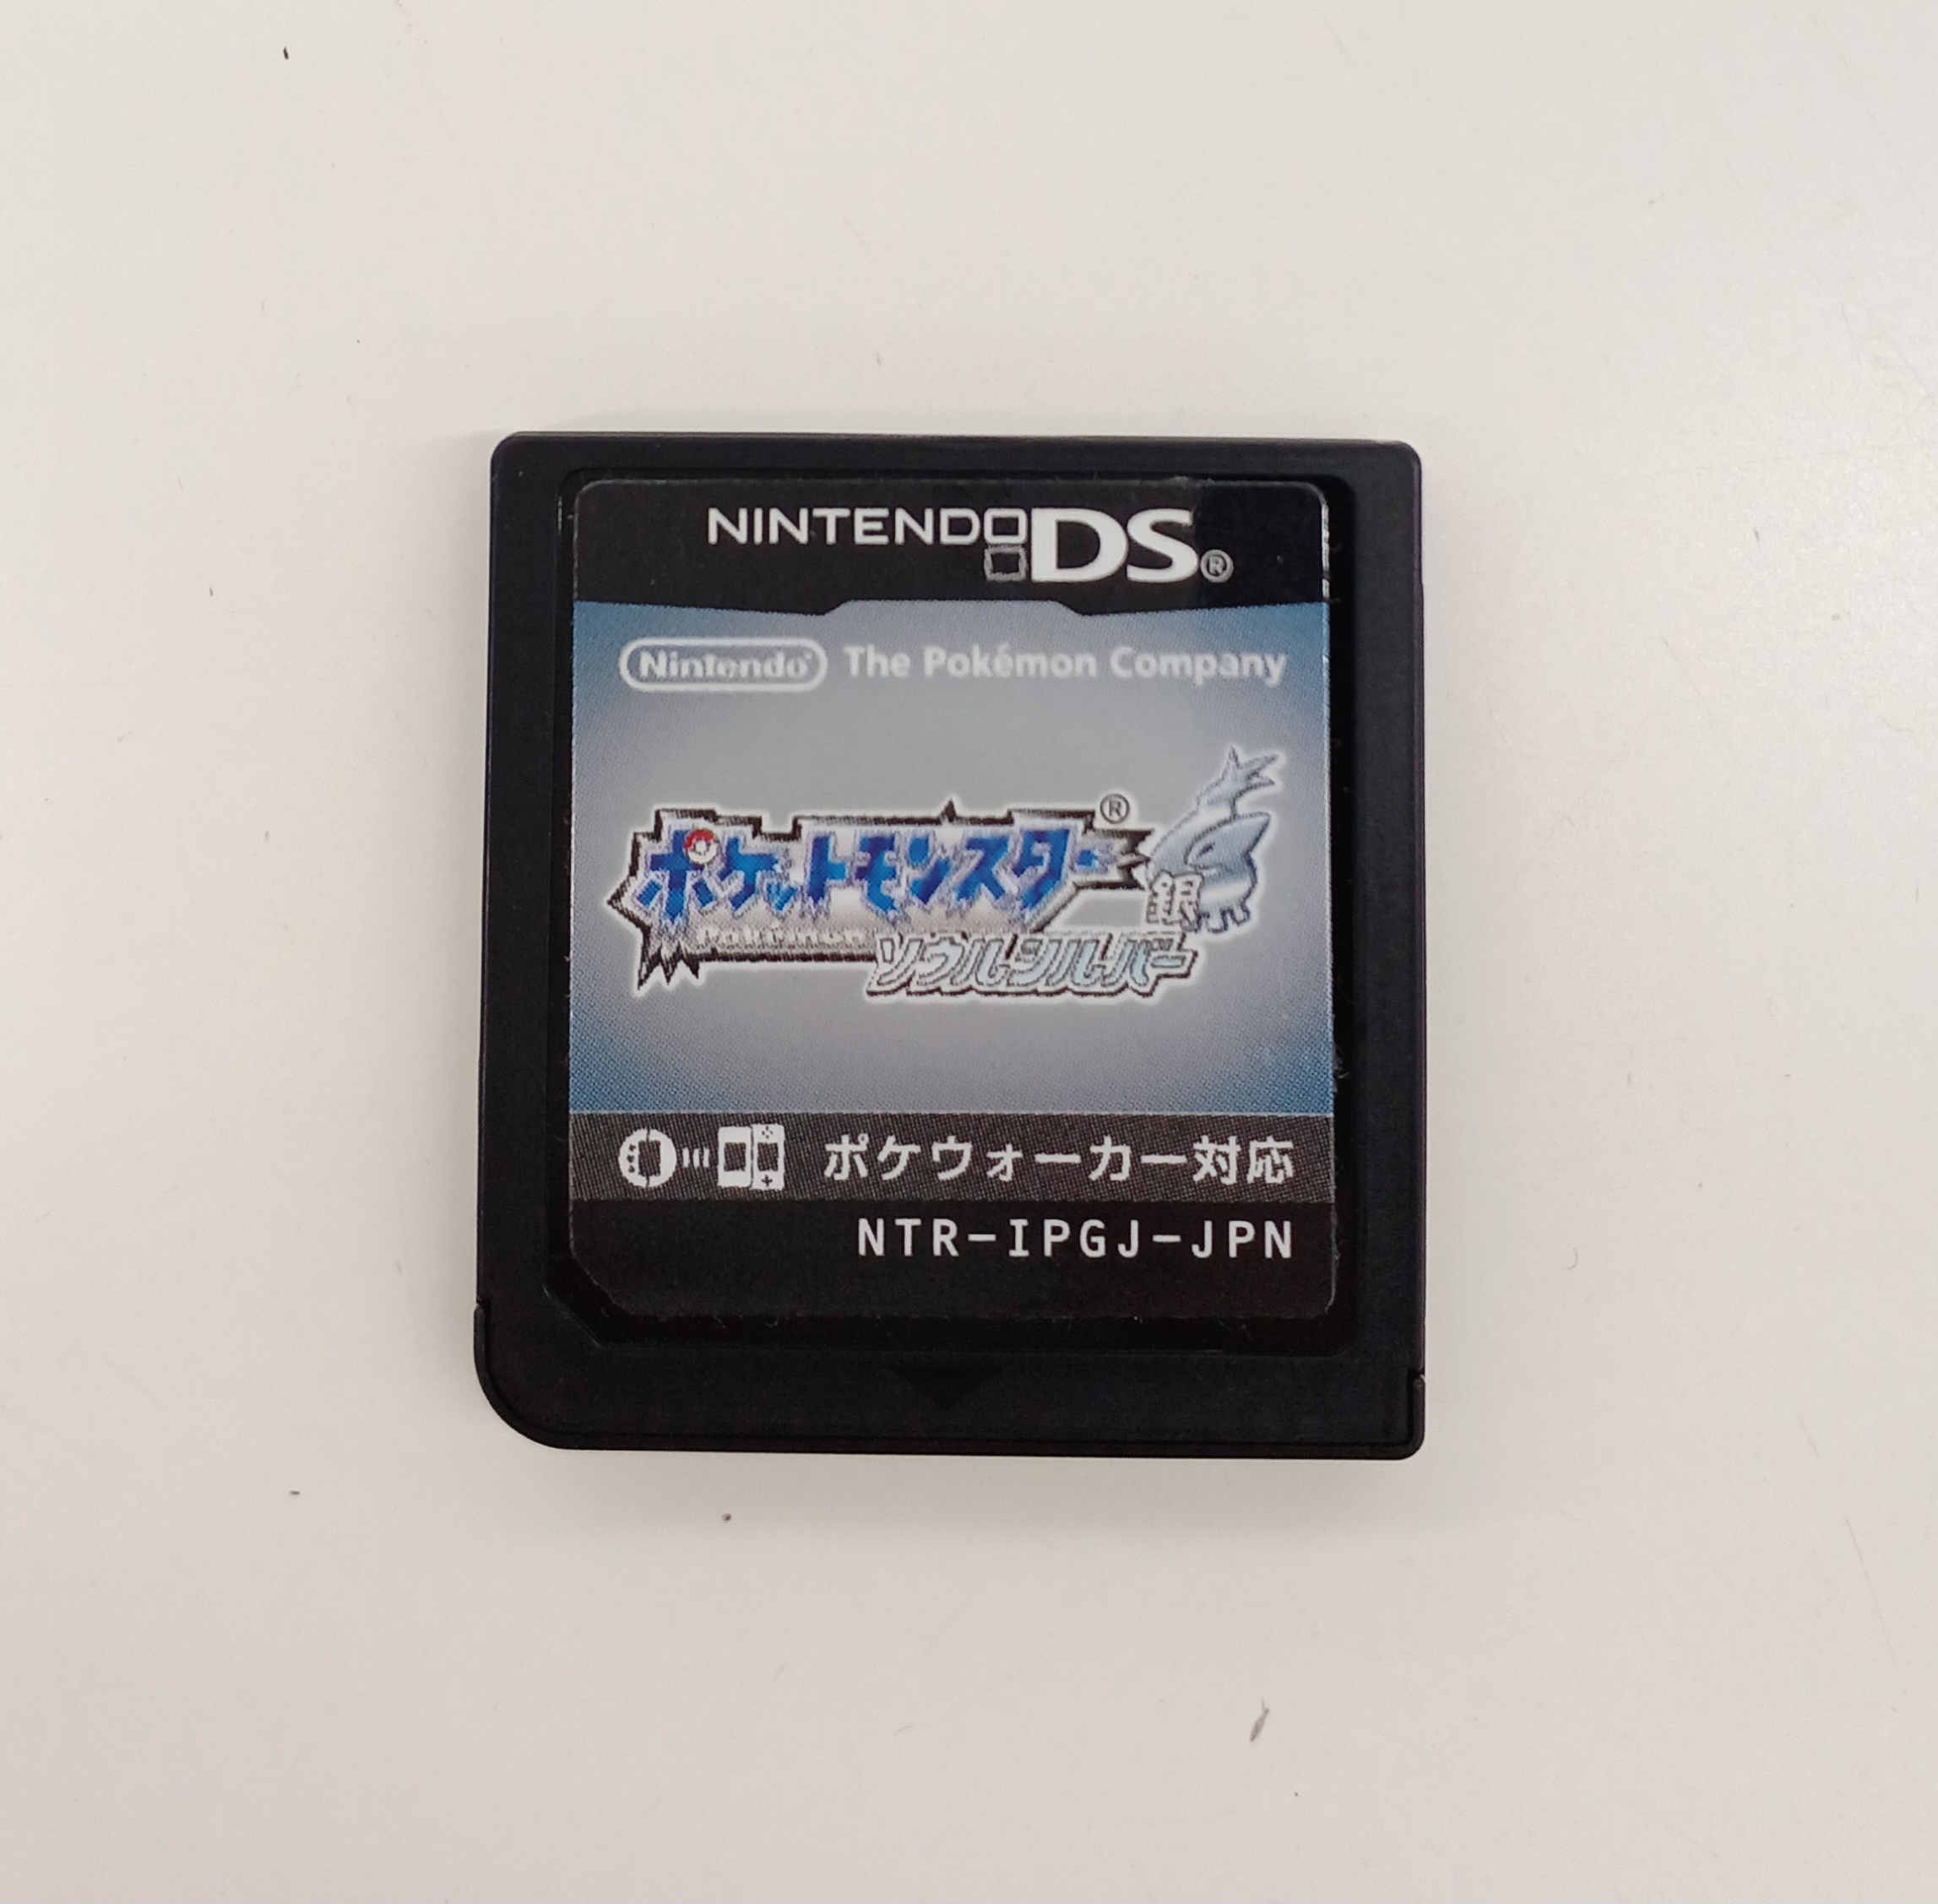 NINTENDO DS®
Nintendo® The Pokémon Company
ポケットモンスター®
Pokémon
銀
ソウルシルバー
ポケウォーカー対応
NTR-IPGJ-JPN